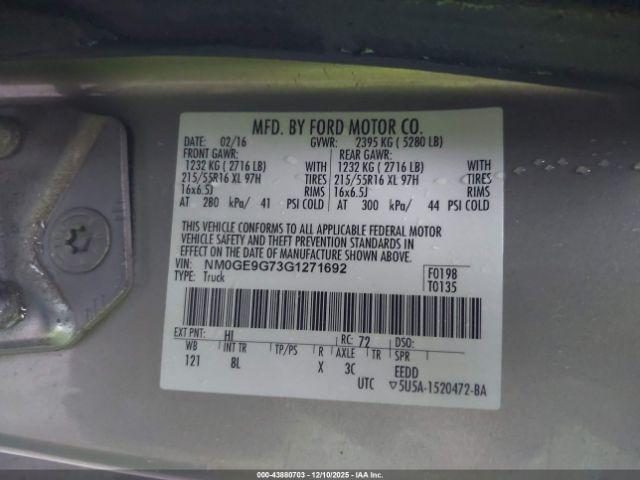 MFD. BY FORD MOTOR CO.
DATE: 02/16 GVWR: 2395 KG ( 5280 LB)
FRONT GAWR: REAR GAWR:
1232 KG ( 2716 LB) WITH 1232 KG ( 2716 LB) WITH
215/55R16 XL 97H TIRES 215/55R16 XL 97H TIRES
16x6.5J RIMS 16x6.5J RIMS
AT 280 kPa/ 41 PSI COLD AT 300 kPa/ 44 PSI COLD
THIS VEHICLE CONFORMS TO ALL APPLICABLE FEDERAL MOTOR
VEHICLE SAFETY AND THEFT PREVENTION STANDARDS IN
EFFECT ON THE DATE OF MANUFACTURE SHOWN ABOVE.
VIN: NM0GE9G73G1271692 F0198
TYPE: Truck T0135
EXT PNT: HI RC: 72 DSO:
WB INT TR TP/PS R AXLE TR SPR
121 8L X 3C EEDD
UTC ▽5U5A-1520472-BA
000-43880703 - 12/10/2025 - IAAI.com